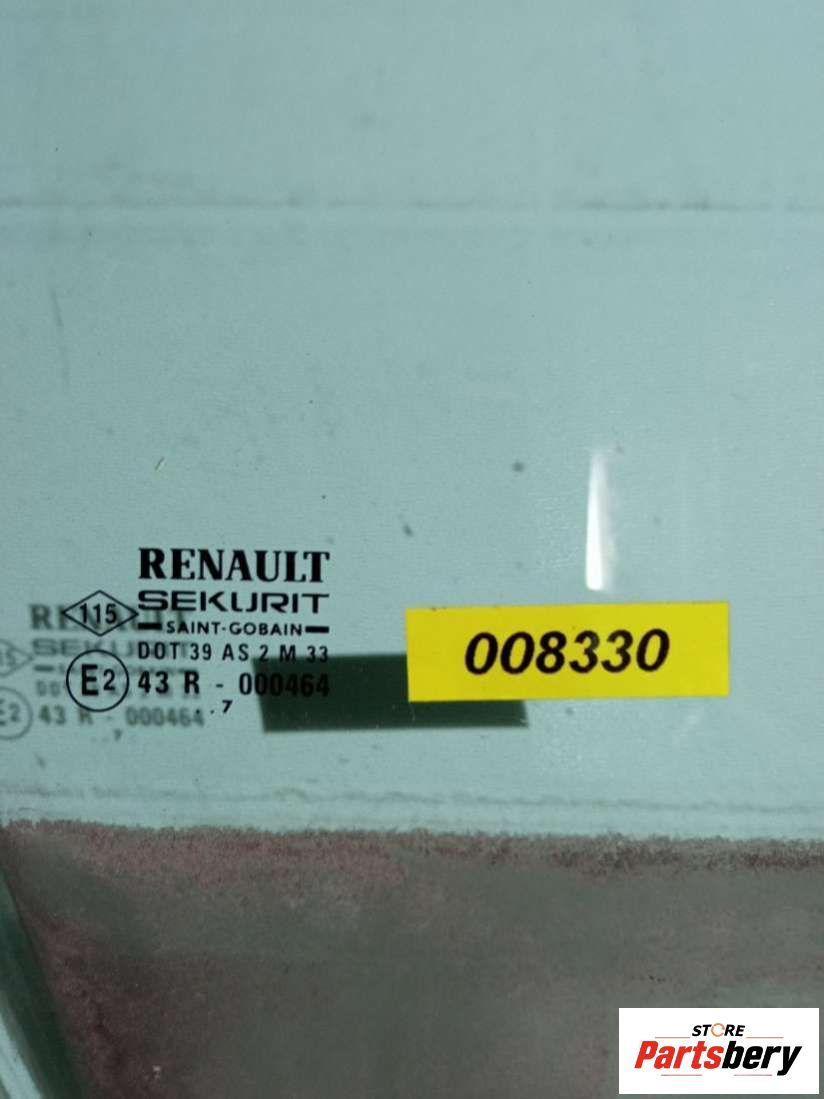 RENAULT
115
SEKURIT
SAINT-GOBAIN
DOT 39 AS 2 M 33
E2 43 R - 000464
. . 7
008330
STORE
Partsbery